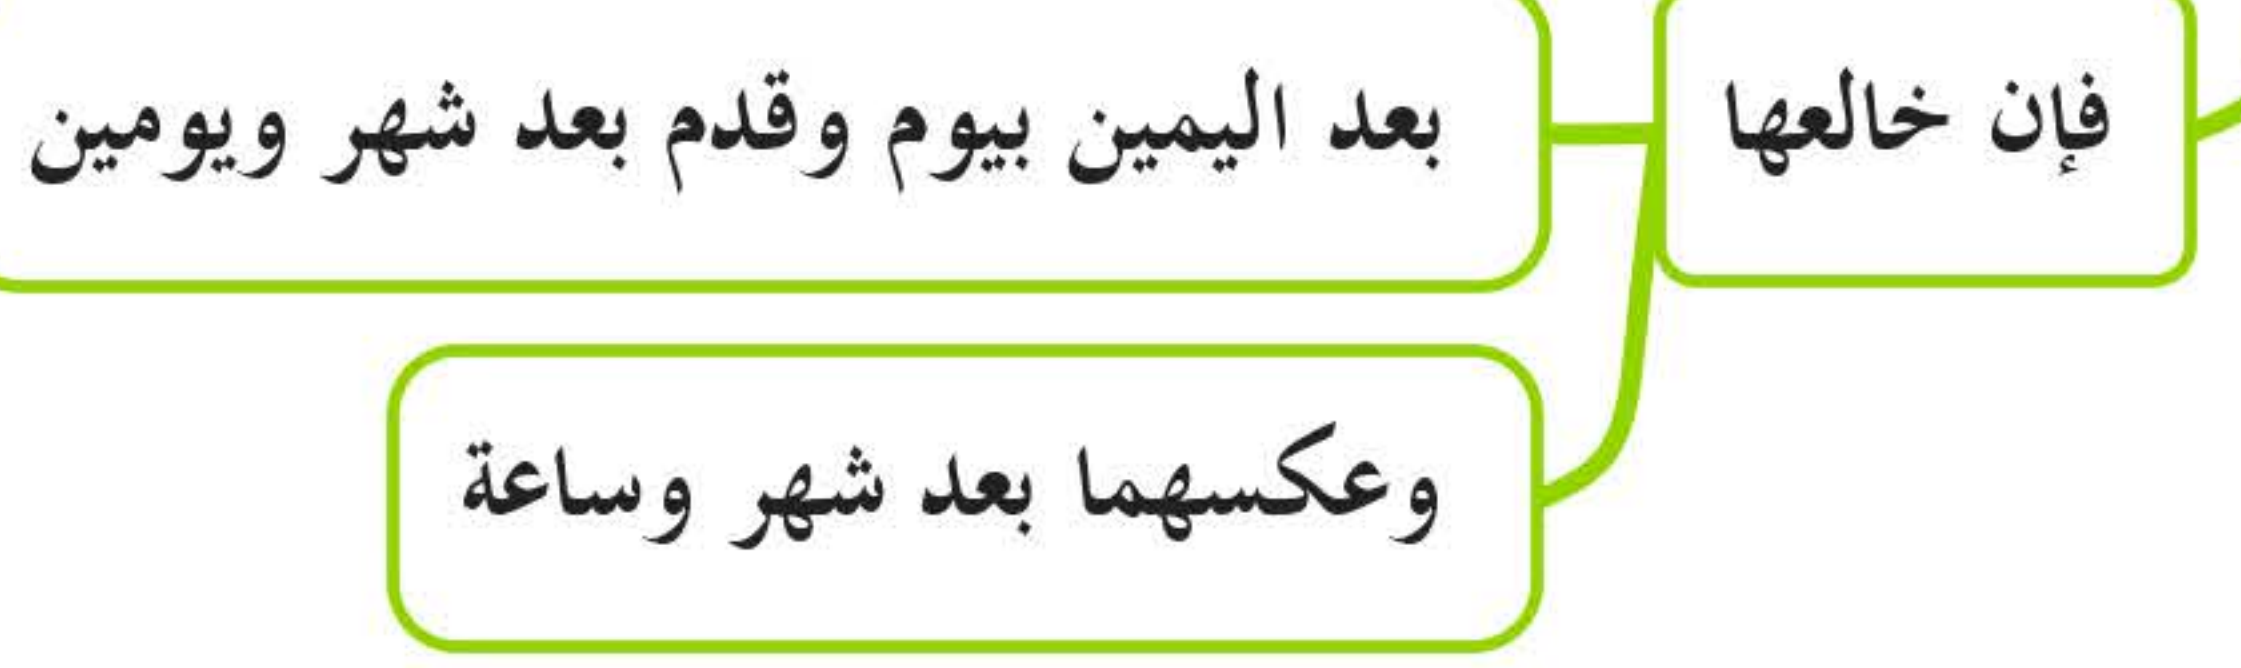 فإن خالعها
بعد اليمين بيوم وقدم بعد شهر ويومين
وعكسهما بعد شهر وساعة